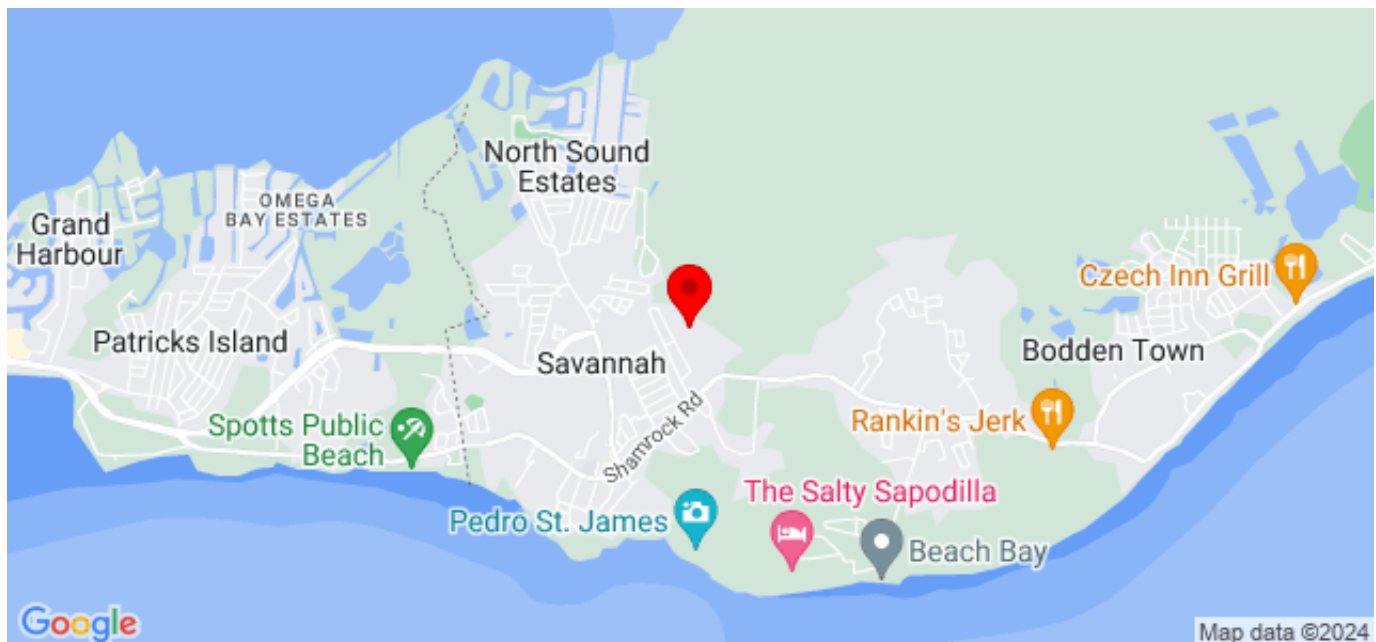 North Sound
Estates
OMEGA
BAY ESTATES
Grand
Harbour
Czech Inn Grill
Patricks Island
Savannah
Bodden Town
Spotts Public
Beach
Shamrock Rd
Rankin's Jerk
The Salty Sapodilla
Pedro St. James
Beach Bay
Google
Map data ©2024